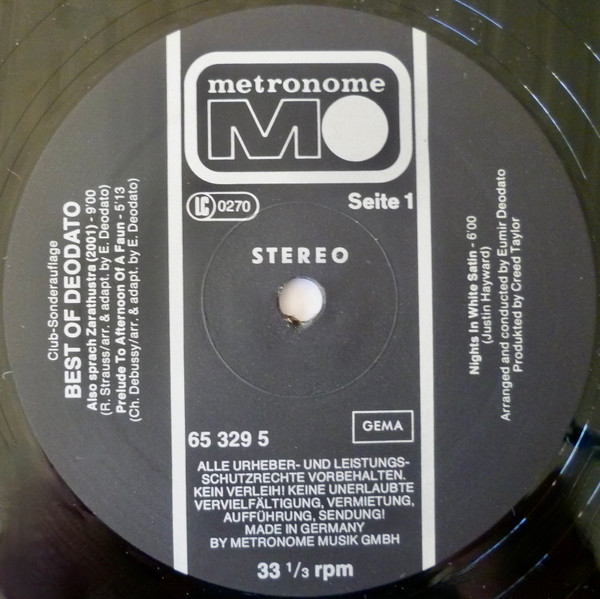 metronome
MO
LC 0270
Seite 1
STEREO
Club-Sonderauflage
BEST OF DEODATO
Also sprach Zarathustra (2001) - 9'00
(R. Strauss/arr. & adapt. by E. Deodato)
Prelude To Afternoon Of A Faun - 5'13
(Ch. Debussy/arr. & adapt. by E. Deodato)
Nights In White Satin - 6'00
(Justin Hayward)
Arranged and conducted by Eumir Deodato
Produkted by Creed Taylor
65 329 5
GEMA
ALLE URHEBER- UND LEISTUNGS-
SCHUTZRECHTE VORBEHALTEN.
KEIN VERLEIH! KEINE UNERLAUBTE
VERVIELFÄLTIGUNG, VERMIETUNG,
AUFFÜHRUNG, SENDUNG!
MADE IN GERMANY
BY METRONOME MUSIK GMBH
33 1/3 rpm